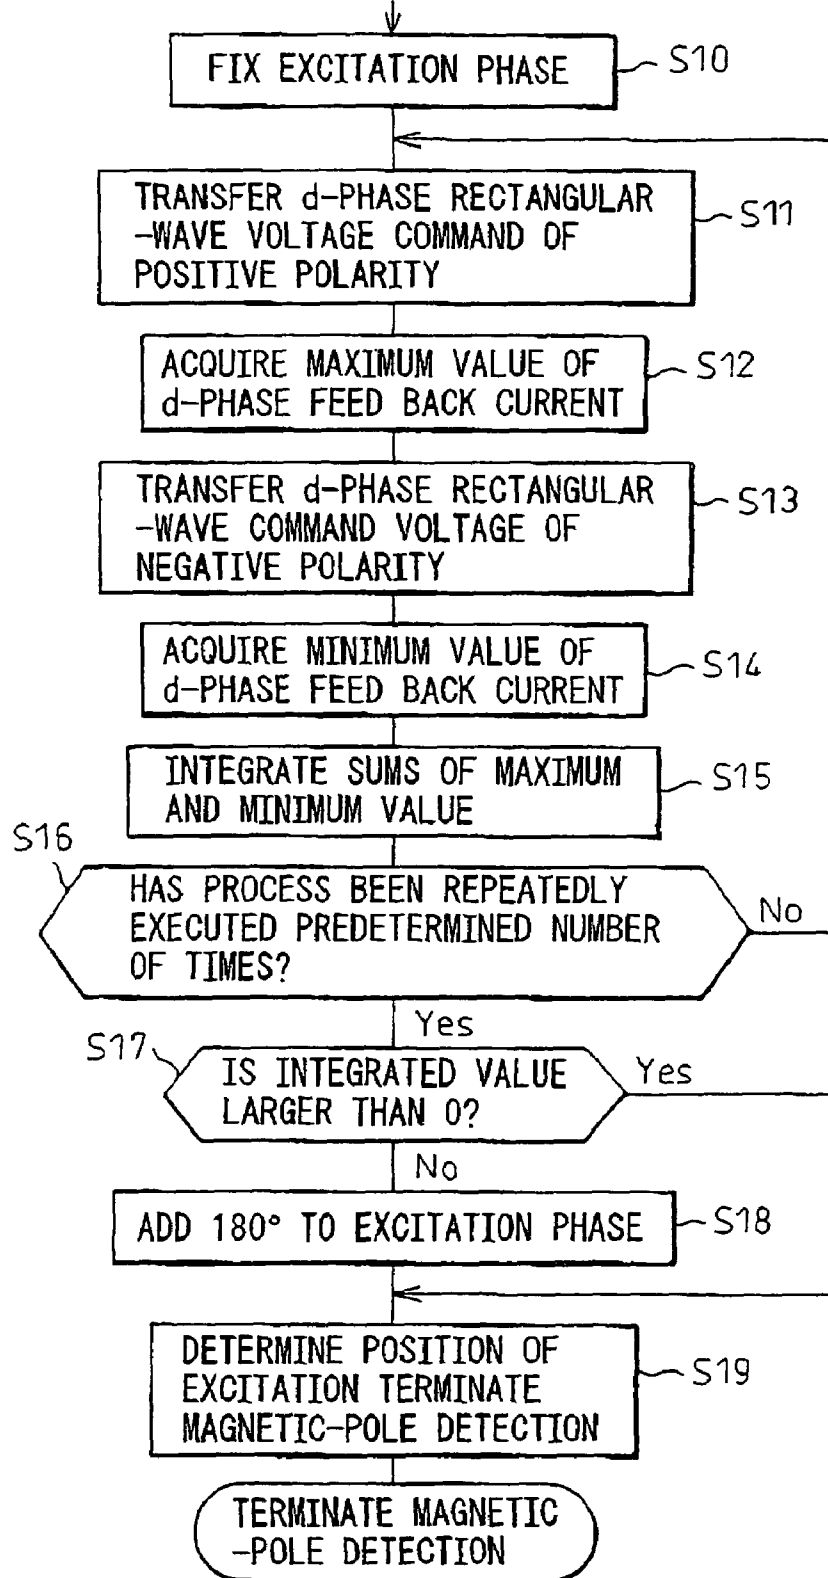 FIX EXCITATION PHASE
S10
TRANSFER d-PHASE RECTANGULAR
-WAVE VOLTAGE COMMAND OF
POSITIVE POLARITY
S11
ACQUIRE MAXIMUM VALUE OF
d-PHASE FEED BACK CURRENT
S12
TRANSFER d-PHASE RECTANGULAR
-WAVE COMMAND VOLTAGE OF
NEGATIVE POLARITY
S13
ACQUIRE MINIMUM VALUE OF
d-PHASE FEED BACK CURRENT
S14
INTEGRATE SUMS OF MAXIMUM
AND MINIMUM VALUE
S15
S16
HAS PROCESS BEEN REPEATEDLY
EXECUTED PREDETERMINED NUMBER
OF TIMES?
No
Yes
S17
IS INTEGRATED VALUE
LARGER THAN 0?
Yes
No
ADD 180° TO EXCITATION PHASE
S18
DETERMINE POSITION OF
EXCITATION TERMINATE
MAGNETIC-POLE DETECTION
S19
TERMINATE MAGNETIC
-POLE DETECTION